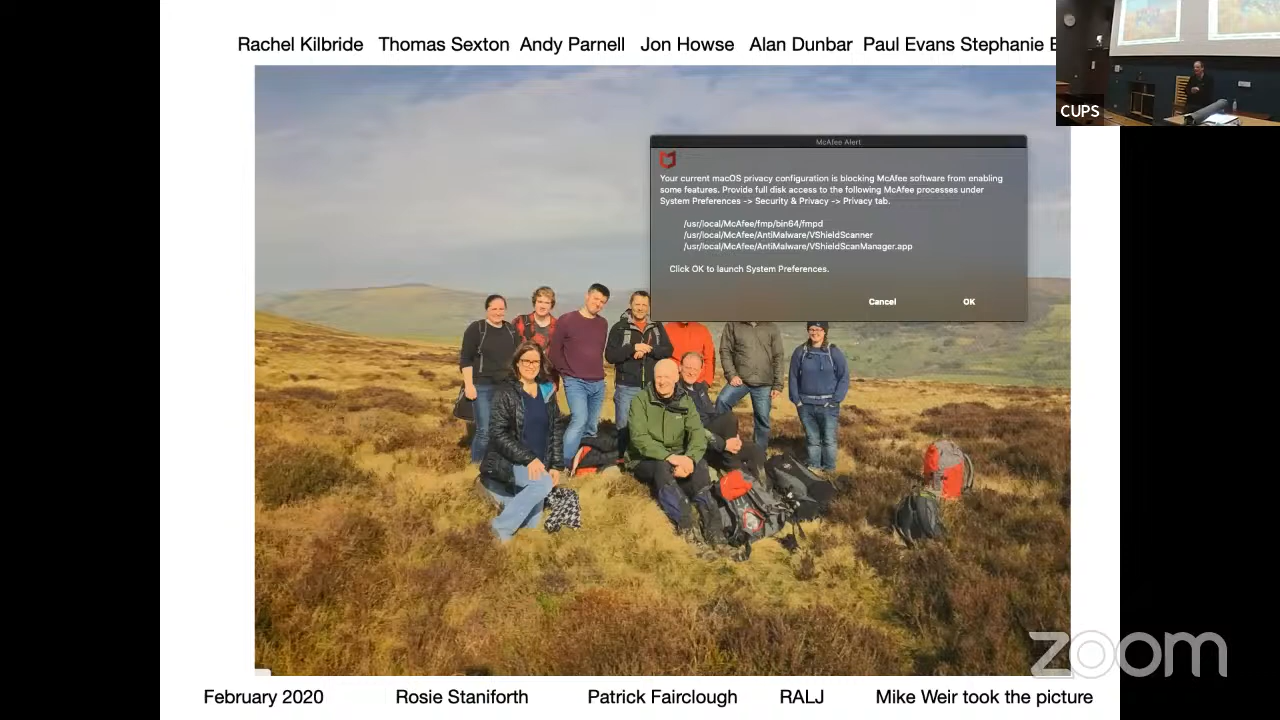 Rachel Kilbride Thomas Sexton Andy Parnell Jon Howse Alan Dunbar Paul Evans Stephanie
CUPS
McAfee Alert
Your current macOS privacy configuration is blocking McAfee software from enabling
some features. Provide full disk access to the following McAfee processes under
System Preferences -> Security & Privacy -> Privacy tab.
/usr/local/McAfee/fmp/bin64/fmpd
/usr/local/McAfee/AntiMalware/VShieldScanner
/usr/local/McAfee/AntiMalware/VShieldScanManager.app
Click OK to launch System Preferences.
Cancel OK
zoom
February 2020 Rosie Staniforth Patrick Fairclough RALJ Mike Weir took the picture